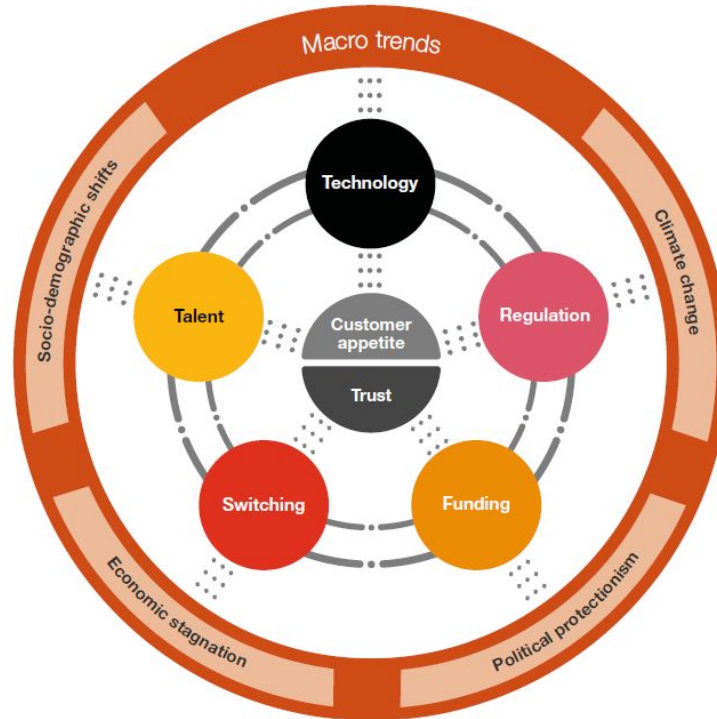 Macro trends
Socio-demographic shifts
Climate change
Technology
Talent
Regulation
Customer
appetite
Trust
Switching
Funding
Economic stagnation
Political protectionism